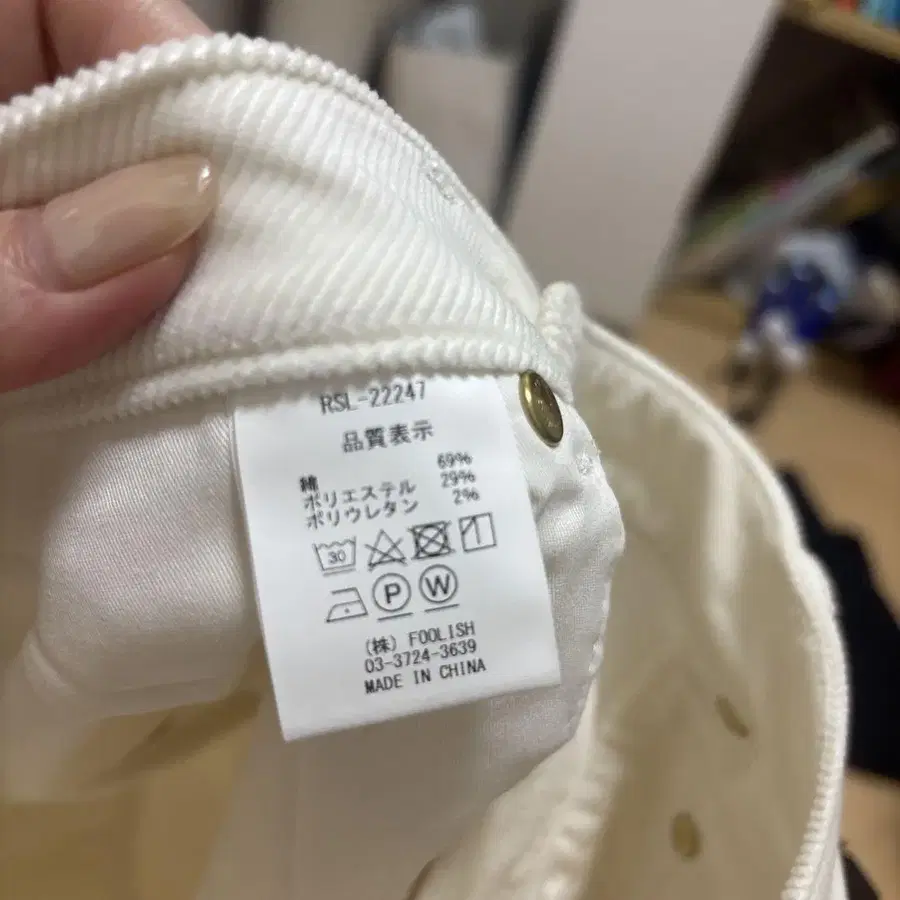 RSL-22247
品質表示
綿 69%
ポリエステル 29%
ポリウレタン 2%
30
P W
(株) FOOLISH
03-3724-3639
MADE IN CHINA